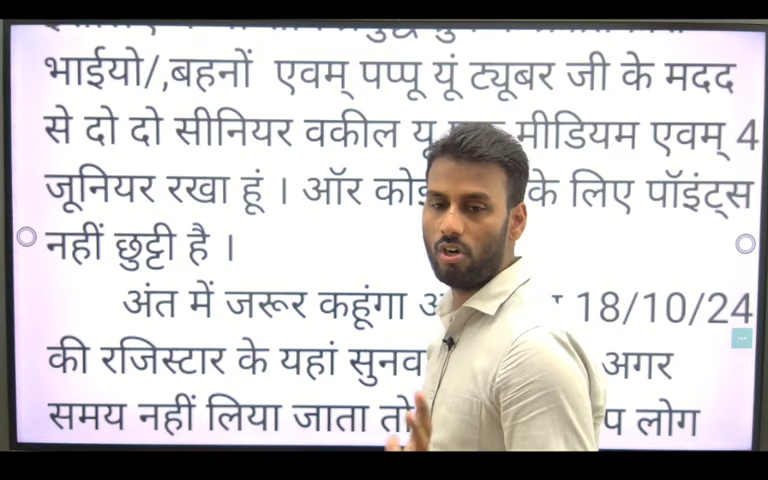 भाईयो/,बहनों एवम् पप्पू यूं ट्यूबर जी के मदद
से दो दो सीनियर वकील यू मीडियम एवम् 4
जूनियर रखा हूं । ऑर के लिए पॉइंट्स
नहीं छुट्टी है ।
अंत में जरूर कहूंगा 18/10/24
की रजिस्टार के यहां अगर
समय नहीं लिया जाता तो लोग